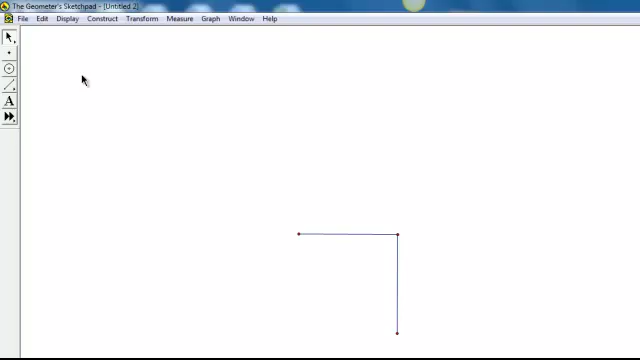 The Geometer's Sketchpad - [Untitled 2]
File Edit Display Construct Transform Measure Graph Window Help
A